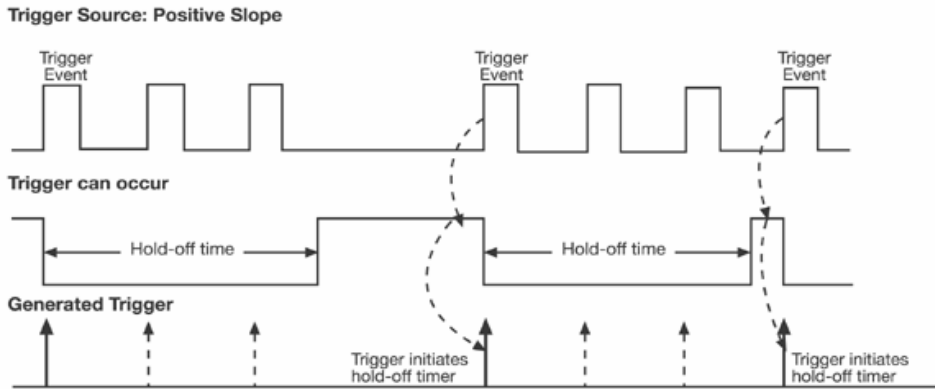 Trigger Source: Positive Slope
Trigger
Event
Trigger
Event
Trigger
Event
Trigger can occur
Hold-off time
Hold-off time
Generated Trigger
Trigger initiates
hold-off timer
Trigger initiates
hold-off timer